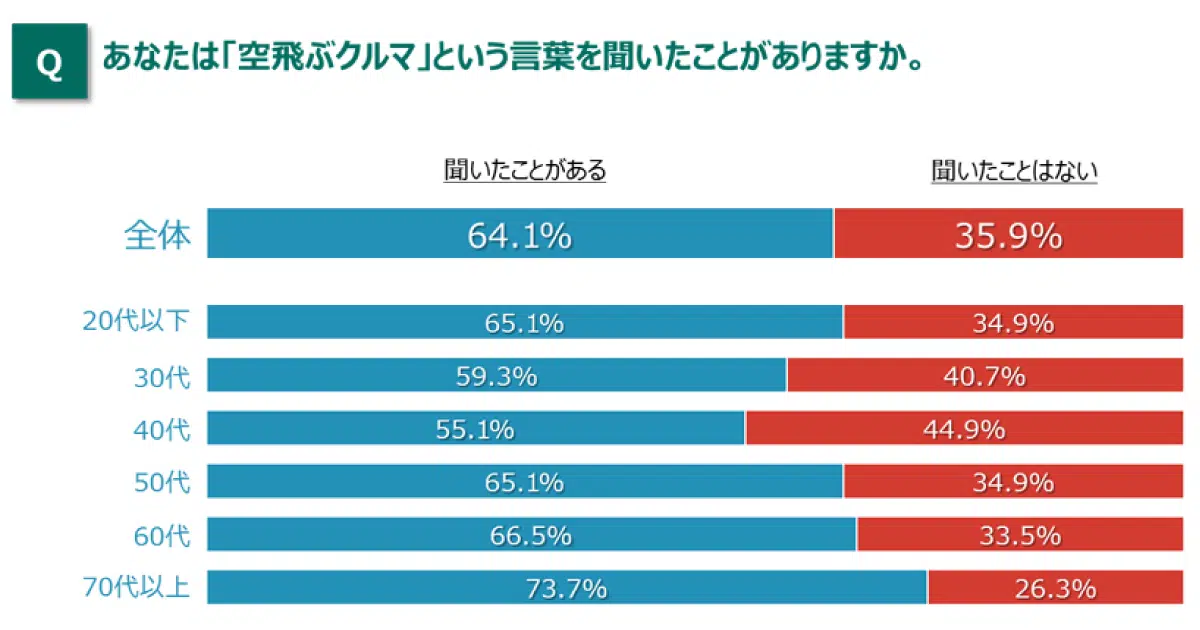 Q あなたは「空飛ぶクルマ」という言葉を聞いたことがありますか。
聞いたことがある 聞いたことはない
全体 64.1% 35.9%
20代以下 65.1% 34.9%
30代 59.3% 40.7%
40代 55.1% 44.9%
50代 65.1% 34.9%
60代 66.5% 33.5%
70代以上 73.7% 26.3%